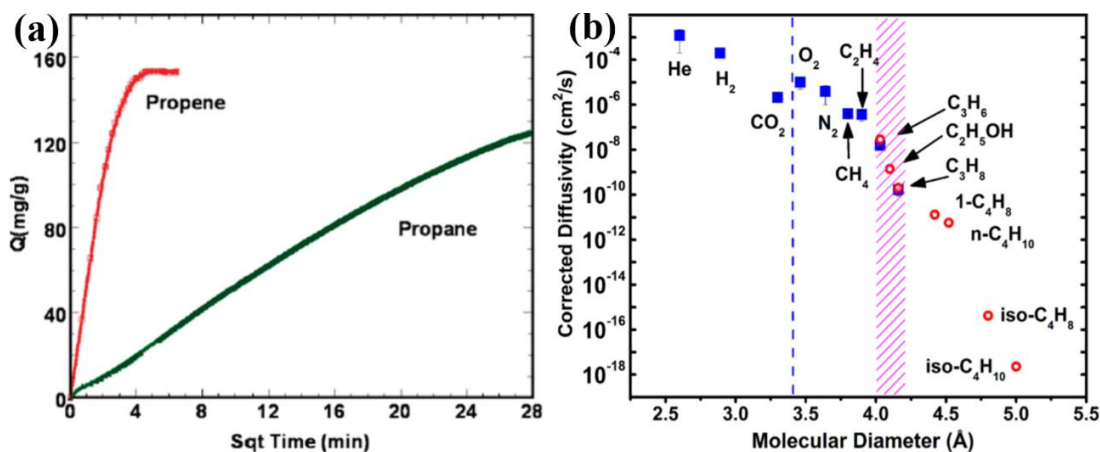 (a)
160
120
80
40
0
Q(mg/g)
Propene
Propane
0 4 8 12 16 20 24 28
Sqt Time (min)
(b)
10⁻⁴
10⁻⁶
10⁻⁸
10⁻¹⁰
10⁻¹²
10⁻¹⁴
10⁻¹⁶
10⁻¹⁸
Corrected Diffusivity (cm²/s)
He
H₂
CO₂
O₂
N₂
CH₄
C₂H₄
C₃H₆
C₂H₅OH
C₃H₈
1-C₄H₈
n-C₄H₁₀
iso-C₄H₈
iso-C₄H₁₀
2.5 3.0 3.5 4.0 4.5 5.0 5.5
Molecular Diameter (Å)